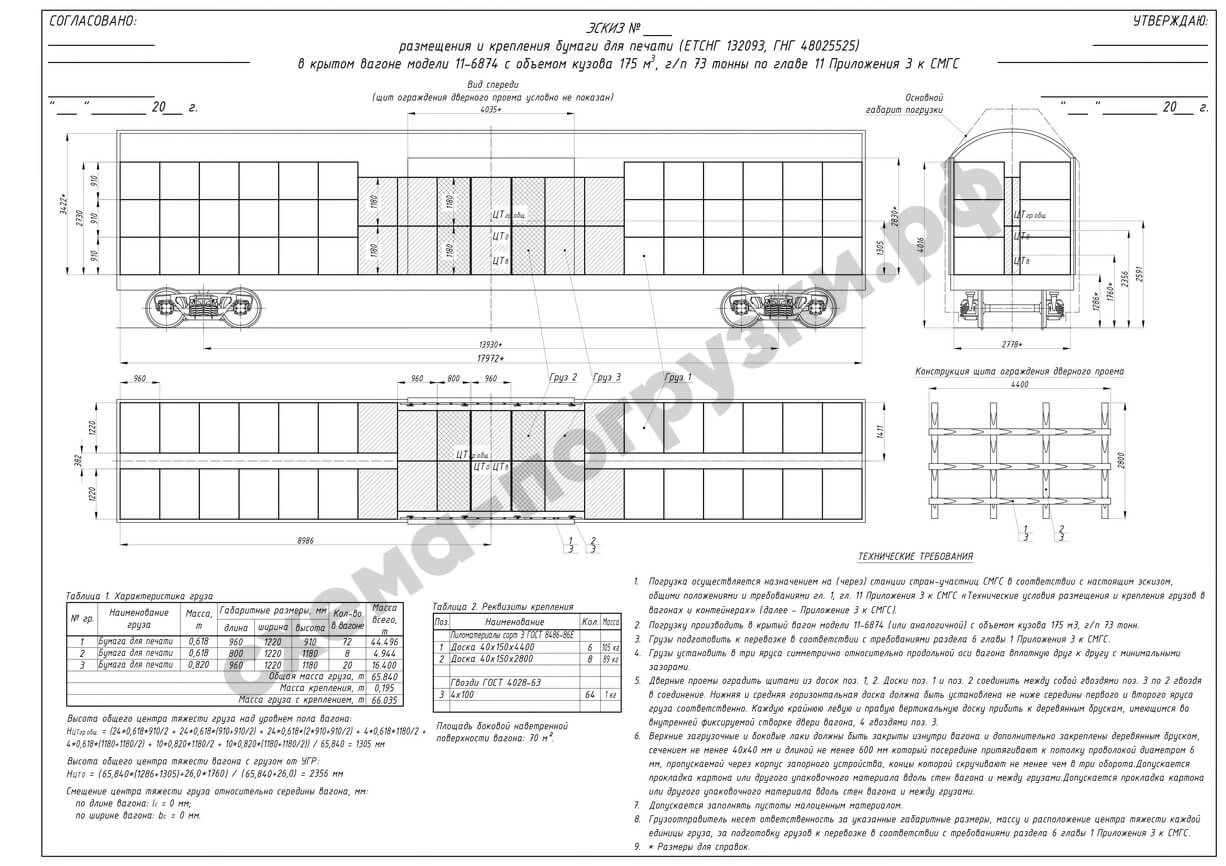 СОГЛАСОВАНО:
УТВЕРЖДАЮ:
ЭСКИЗ № ____
размещения и крепления бумаги для печати (ЕТСНГ 132093, ГНГ 48025525)
в крытом вагоне модели 11-6874 с объемом кузова 175 м³, г/п 73 тонны по главе 11 Приложения 3 к СМГС
"__" ______ 20__ г.
"__" ______ 20__ г.
Вид спереди
(щит ограждения дверного проема условно не показан)
4035*
Основной
габарит погрузки
3422*
2730
910
910
910
1180
1180
1180
1180
ЦТгр.общ.
ЦТо
ЦТв
1305
2830*
4016
ЦТгр.общ.
ЦТо
ЦТв
1286*
1760*
2356
2591
13930*
17972*
2778*
960
960
800
960
Груз 2
Груз 3
Груз 1
1220
382
1220
ЦТгр.общ.
ЦТо ЦТв
1411
8986
1
3
2
3
Конструкция щита ограждения дверного проема
4400
2800
1
3
2
3
схема-погрузки.рф
ТЕХНИЧЕСКИЕ ТРЕБОВАНИЯ
1. Погрузка осуществляется назначением на (через) станции стран-участниц СМГС в соответствии с настоящим эскизом,
общими положениями и требованиями гл. 1, гл. 11 Приложения 3 к СМГС «Технические условия размещения и крепления грузов в
вагонах и контейнерах» (далее - Приложение 3 к СМГС).
2. Погрузку производить в крытый вагон модели 11-6874 (или аналогичной) с объемом кузова 175 м3, г/п 73 тонн.
3. Грузы подготовить к перевозке в соответствии с требованиями раздела 6 главы 1 Приложения 3 к СМГС.
4. Грузы установить в три яруса симметрично относительно продольной оси вагона вплотную друг к другу с минимальными
зазорами.
5. Дверные проемы оградить щитами из досок поз. 1, 2. Доски поз. 1 и поз. 2 соединить между собой гвоздями поз. 3 по 2 гвоздя
в соединение. Нижняя и средняя горизонтальная доска должна быть установлена не ниже середины первого и второго яруса
груза соответственно. Каждую крайнюю левую и правую вертикальную доску прибить к деревянным брускам, имеющимся во
внутренней фиксируемой створке двери вагона, 4 гвоздями поз. 3.
6. Верхние загрузочные и боковые лаки должны быть закрыты изнутри вагона и дополнительно закреплены деревянным бруском,
сечением не менее 40х40 мм и длиной не менее 600 мм который посередине притягивают к потолку проволокой диаметром 6
мм, пропускаемой через корпус запорного устройства, концы которой скручивают не менее чем в три оборота.Допускается
прокладка картона или другого упаковочного материала вдоль стен вагона и между грузами.Допускается прокладка картона
или другого упаковочного материала вдоль стен вагона и между грузами.
7. Допускается заполнять пустоты малоценным материалом.
8. Грузоотправитель несет ответственность за указанные габаритные размеры, массу и расположение центра тяжести каждой
единицы груза, за подготовку грузов к перевозке в соответствии с требованиями раздела 6 главы 1 Приложения 3 к СМГС.
9. * Размеры для справок.
Таблица 1. Характеристика груза
№ гр. Наименование груза Масса, т Габаритные размеры, мм Кол-во. в вагоне Масса всего, т
длина ширина высота
1 Бумага для печати 0,618 960 1220 910 72 44.496
2 Бумага для печати 0,618 800 1220 1180 8 4.944
3 Бумага для печати 0,820 960 1220 1180 20 16.400
Общая масса груза, т 65.840
Масса крепления, т 0,195
Масса груза с креплением, т 66.035
Таблица 2. Реквизиты крепления
Поз. Наименование Кол. Масса
Пиломатериалы сорт 3 ГОСТ 8486-86Е
1 Доска 40х150х4400 6 105 кг
2 Доска 40х150х2800 8 89 кг
Гвозди ГОСТ 4028-63
3 4х100 64 1 кг
Площадь боковой наветренной
поверхности вагона: 70 м².
Высота общего центра тяжести груза над уровнем пола вагона:
Нцтгр.общ. = (24*0,618*910/2 + 24*0,618*(910+910/2) + 24*0,618*(2*910+910/2) + 4*0,618*1180/2 +
4*0,618*(1180+1180/2) + 10*0,820*1180/2 + 10*0,820*(1180+1180/2)) / 65,840 = 1305 мм
Высота общего центра тяжести вагона с грузом от УГР:
Нцто = (65,840*(1286+1305)+26,0*1760) / (65,840+26,0) = 2356 мм
Смещение центра тяжести груза относительно середины вагона, мм:
по длине вагона: lс = 0 мм;
по ширине вагона: bс = 0 мм.